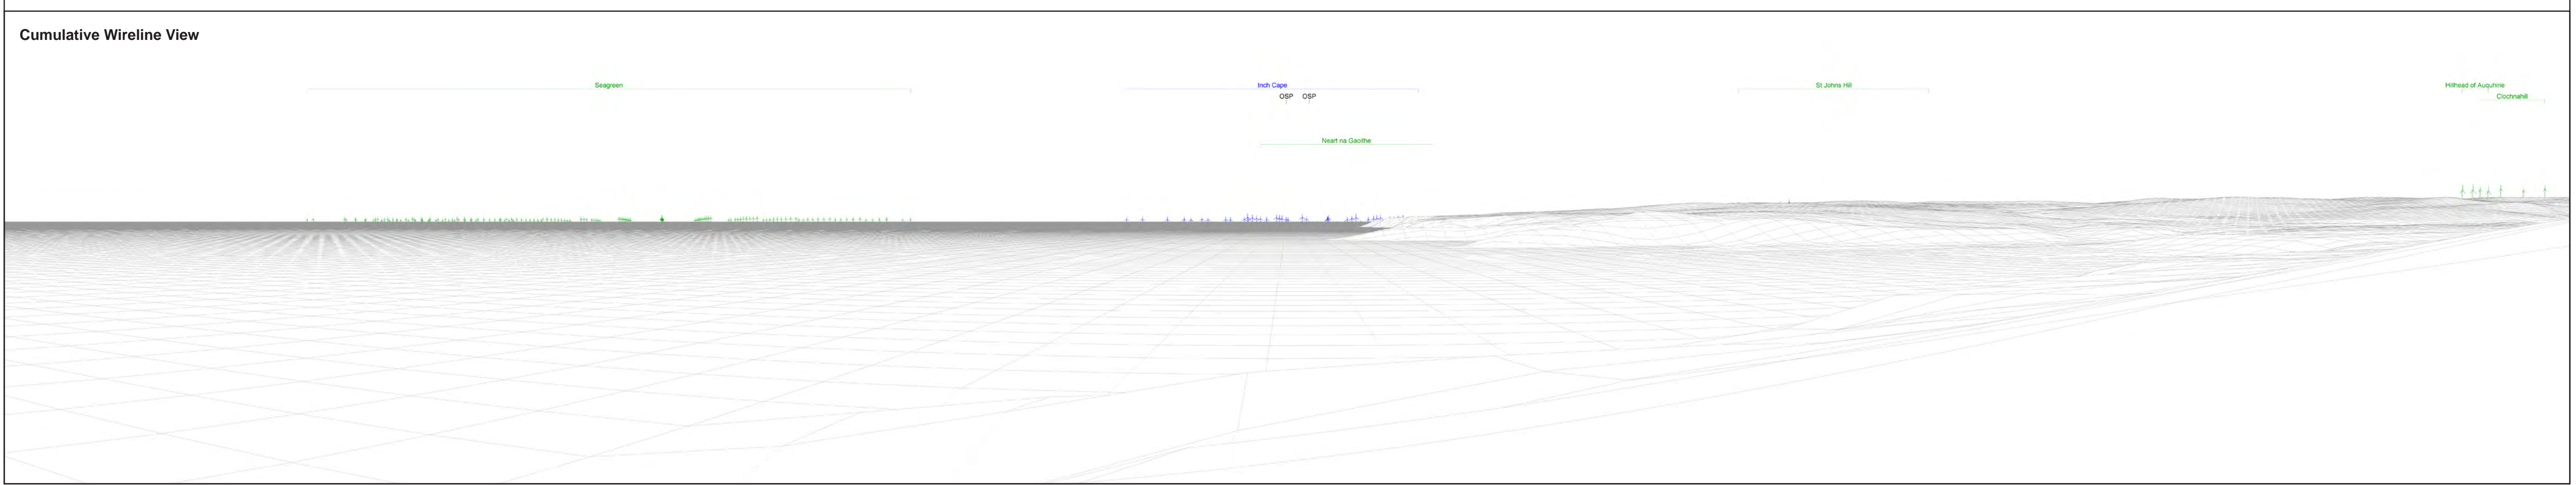 Cumulative Wireline View
Seagreen
Inch Cape
OSP OSP
Neart na Gaoithe
St Johns Hill
Hillhead of Auquhirie
Clochnahill